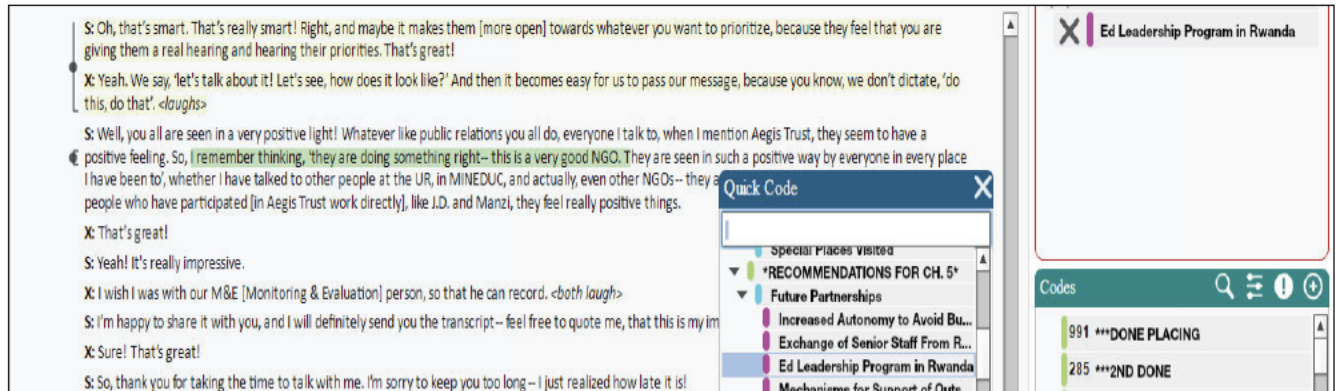 S: Oh, that's smart. That's really smart! Right, and maybe it makes them [more open] towards whatever you want to prioritize, because they feel that you are
giving them a real hearing and hearing their priorities. That's great!
X: Yeah. We say, 'let's talk about it! Let's see, how does it look like?' And then it becomes easy for us to pass our message, because you know, we don't dictate, 'do
this, do that'. <laughs>
S: Well, you all are seen in a very positive light! Whatever like public relations you all do, everyone I talk to, when I mention Aegis Trust, they seem to have a
positive feeling. So, I remember thinking, 'they are doing something right-- this is a very good NGO. They are seen in such a positive way by everyone in every place
I have been to', whether I have talked to other people at the UR, in MINEDUC, and actually, even other NGOs-- they a
people who have participated [in Aegis Trust work directly], like J.D. and Manzi, they feel really positive things.
X: That's great!
S: Yeah! It's really impressive.
X: I wish I was with our M&E [Monitoring & Evaluation] person, so that he can record. <both laugh>
S: I'm happy to share it with you, and I will definitely send you the transcript-- feel free to quote me, that this is my im
X: Sure! That's great!
S: So, thank you for taking the time to talk with me. I'm sorry to keep you too long-- I just realized how late it is!
Quick Code
Special Places Visited
*RECOMMENDATIONS FOR CH. 5*
Future Partnerships
Increased Autonomy to Avoid Bu...
Exchange of Senior Staff From R...
Ed Leadership Program in Rwanda
Mechanisms for Support of Outs
Ed Leadership Program in Rwanda
Codes
991 ***DONE PLACING
285 ***2ND DONE